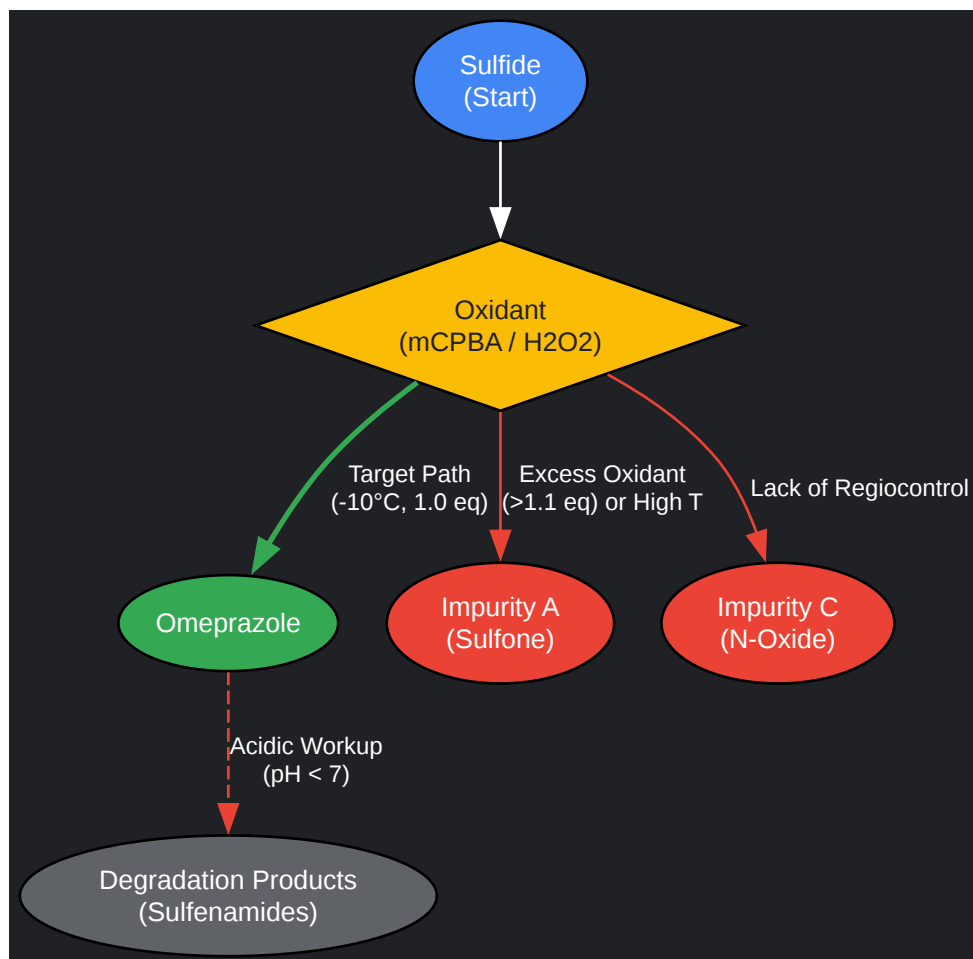 Sulfide
(Start)
Oxidant
(mCPBA / H2O2)
Target Path
(-10°C, 1.0 eq)
Excess Oxidant
(>1.1 eq) or High T
Lack of Regiocontrol
Omeprazole
Impurity A
(Sulfone)
Impurity C
(N-Oxide)
Acidic Workup
(pH < 7)
Degradation Products
(Sulfenamides)